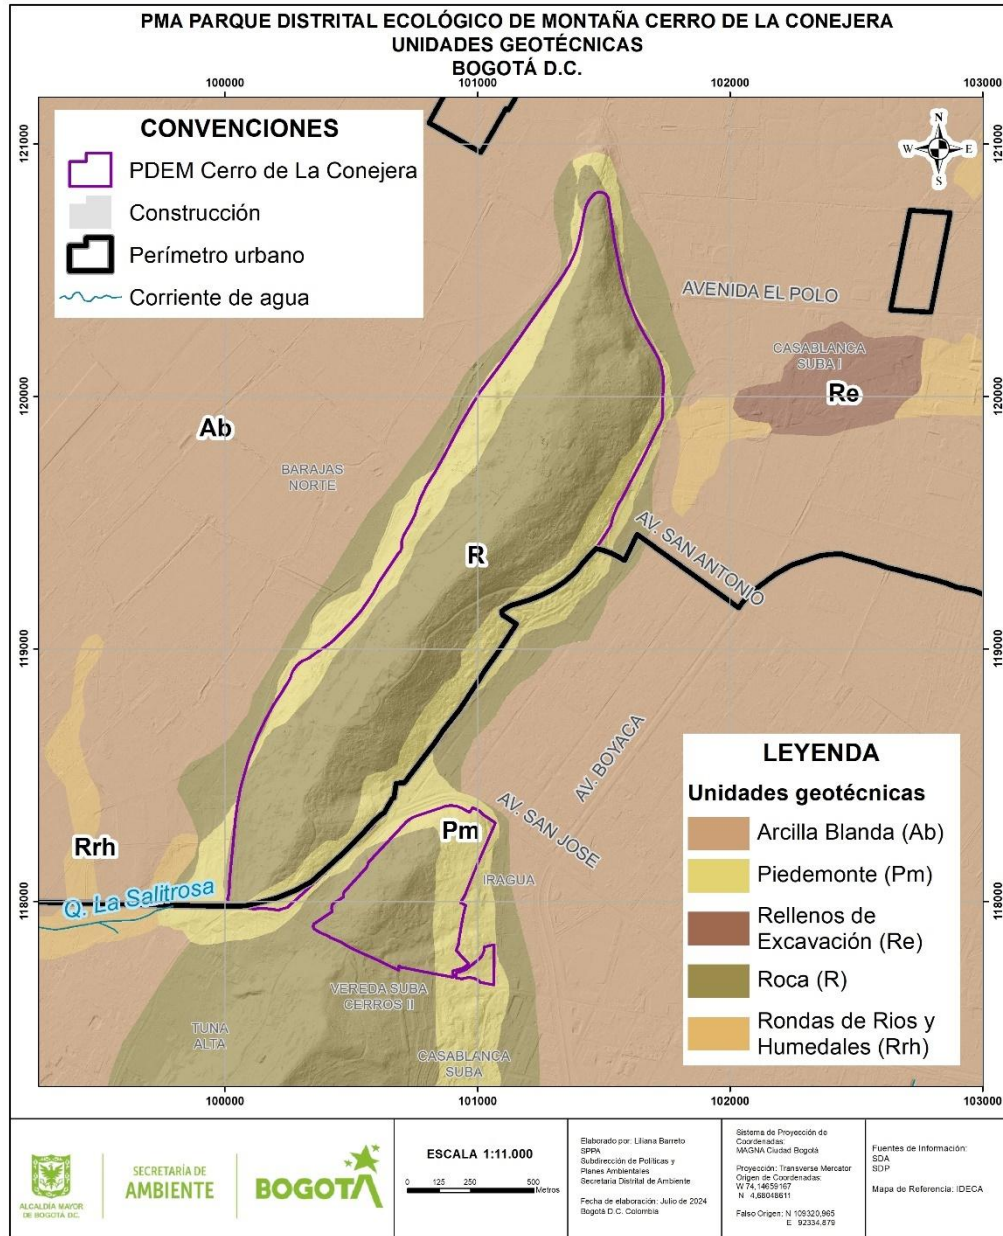 PMA PARQUE DISTRITAL ECOLÓGICO DE MONTAÑA CERRO DE LA CONEJERA
UNIDADES GEOTÉCNICAS
BOGOTÁ D.C.
100000
101000
102000
103000
121000
121000
CONVENCIONES
PDEM Cerro de La Conejera
Construcción
Perímetro urbano
Corriente de agua
N
W
E
S
AVENIDA EL POLO
CASABLANCA
SUBA I
Re
120000
120000
Ab
BARAJAS
NORTE
AV. SAN ANTONIO
R
119000
119000
AV. BOYACA
AV. SAN JOSE
Pm
IRAGUA
Rrh
Q. La Salitrosa
118000
118000
VEREDA SUBA
CERROS II
TUNA
ALTA
CASABLANCA
SUBA
LEYENDA
Unidades geotécnicas
Arcilla Blanda (Ab)
Piedemonte (Pm)
Rellenos de
Excavación (Re)
Roca (R)
Rondas de Rios y
Humedales (Rrh)
100000
101000
102000
103000
ALCALDÍA MAYOR
DE BOGOTÁ D.C.
SECRETARÍA DE
AMBIENTE
BOGOTÁ
ESCALA 1:11.000
0 125 250 500
Metros
Elaborado por: Liliana Barreto
SPPA
Subdirección de Políticas y
Planes Ambientales
Secretaria Distrital de Ambiente
Fecha de elaboración: Julio de 2024
Bogotá D.C. Colombia
Sistema de Proyección de
Coordenadas:
MAGNA Ciudad Bogotá
Proyección: Transverse Mercator
Origen de Coordenadas:
W 74,14659167
N 4,68048611
Falso Origen: N 109320,965
E 92334,879
Fuentes de Información:
SDA
SDP
Mapa de Referencia: IDECA